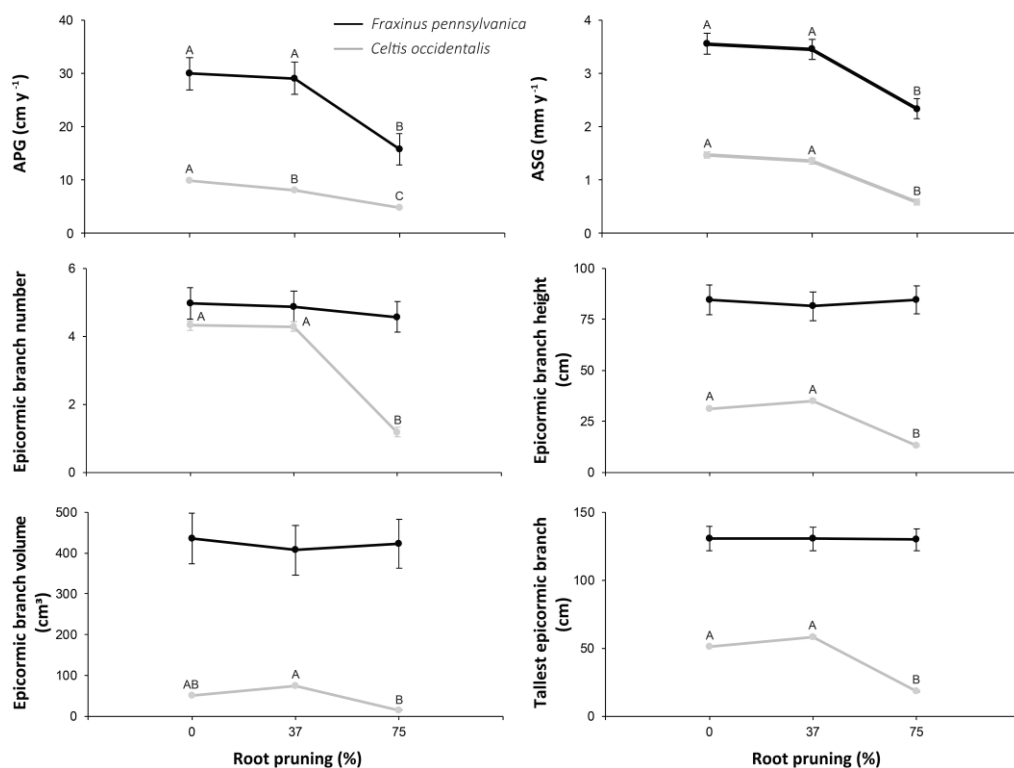 Fraxinus pennsylvanica
Celtis occidentalis
APG (cm y⁻¹)
40
30
20
10
0
A
A
B
A
B
C
ASG (mm y⁻¹)
4
3
2
1
0
A
A
B
A
A
B
Epicormic branch number
6
4
2
0
A
A
B
Epicormic branch height
(cm)
100
75
50
25
0
A
A
B
Epicormic branch volume
(cm³)
500
400
300
200
100
0
AB
A
B
0
37
75
Root pruning (%)
Tallest epicormic branch
(cm)
150
100
50
0
A
A
B
0
37
75
Root pruning (%)